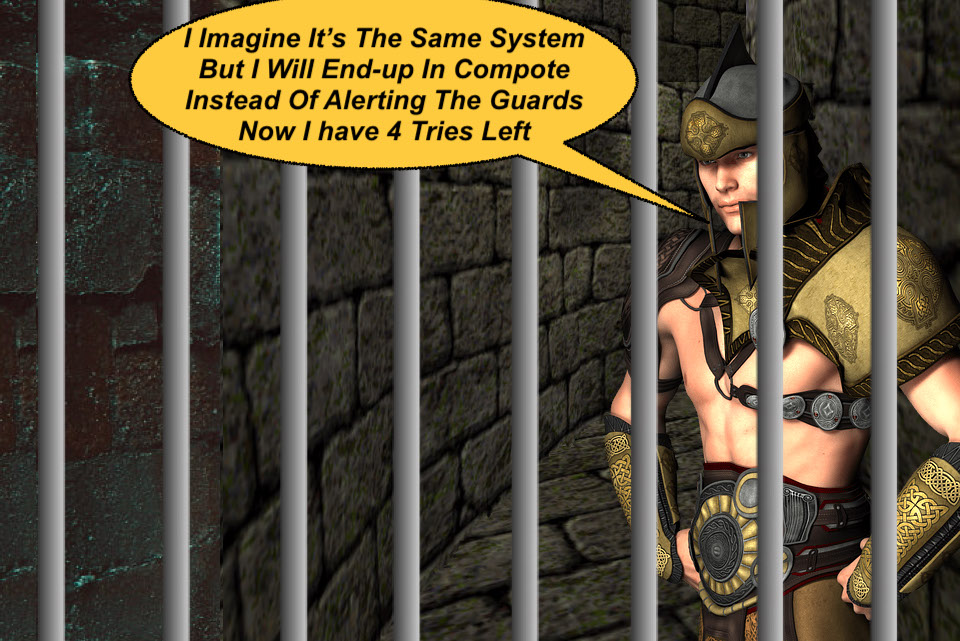 I Imagine It’s The Same System
But I Will End-up In Compote
Instead Of Alerting The Guards
Now I have 4 Tries Left